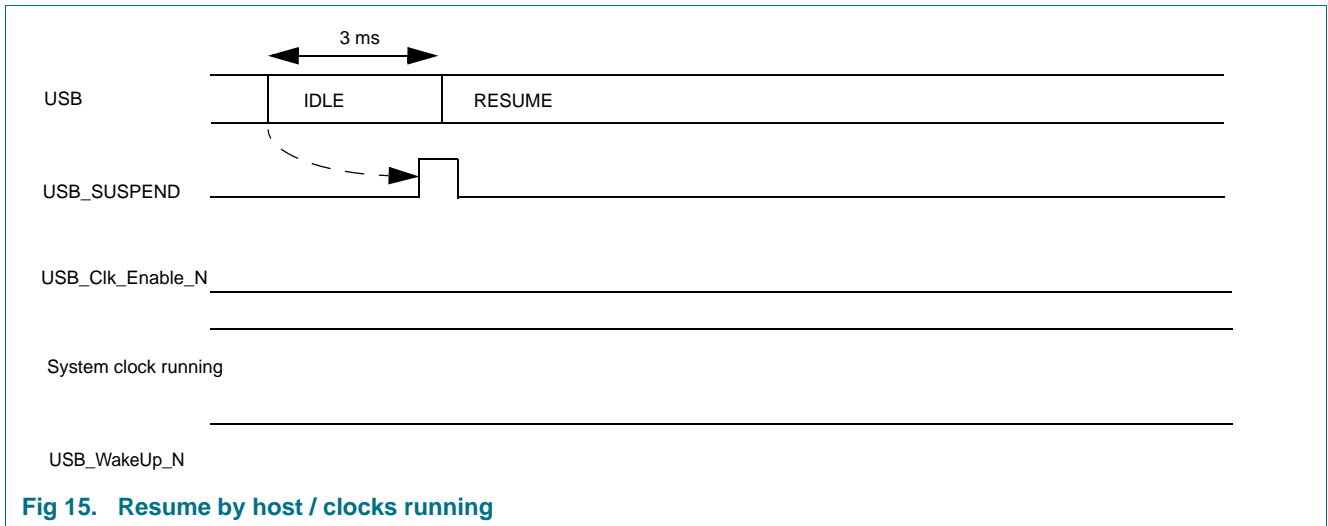 3 ms
USB IDLE RESUME
USB_SUSPEND
USB_Clk_Enable_N
System clock running
USB_WakeUp_N
Fig 15. Resume by host / clocks running